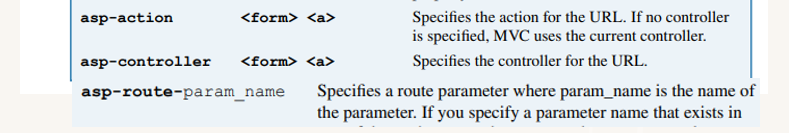 asp-action <form> <a> Specifies the action for the URL. If no controller
is specified, MVC uses the current controller.
asp-controller <form> <a> Specifies the controller for the URL.
asp-route-param_name Specifies a route parameter where param_name is the name of
the parameter. If you specify a parameter name that exists in